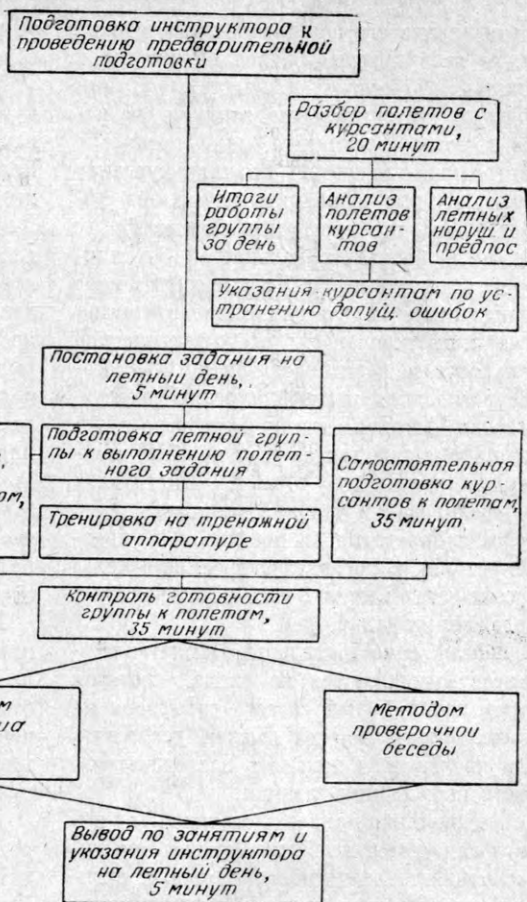 Подготовка инструктора к
проведению предварительной
подготовки
Разбор полетов с
курсантами,
20 минут
Итоги
работы
группы
за день
Анализ
полетов
курсан-
тов
Анализ
летных
наруш и
предпос
Указания курсантам по ус-
транению допущ. ошибок
Постановка задания на
летный день,
5 минут
Подготовка летной груп-
пы к выполнению полет-
ного задания
Самостоятельная
подготовка кур-
сантов к полетам,
35 минут
Тренировка на тренажной
аппаратуре
Контроль готовности
группы к полетам,
35 минут
Методом
проверочной
беседы
Вывод по занятиям и
указания инструктора
на летный день,
5 минут